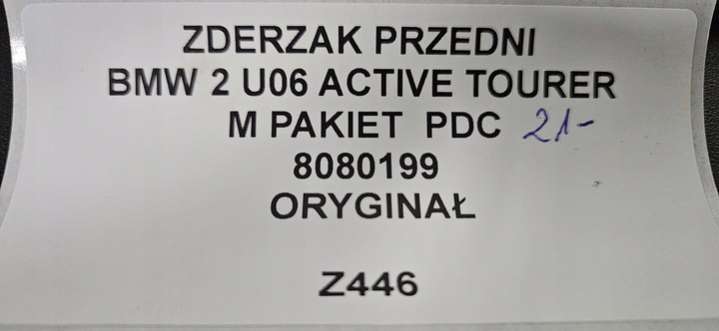 ZDERZAK PRZEDNI
BMW 2 U06 ACTIVE TOURER
M PAKIET PDC 21-
8080199
ORYGINAŁ
Z446